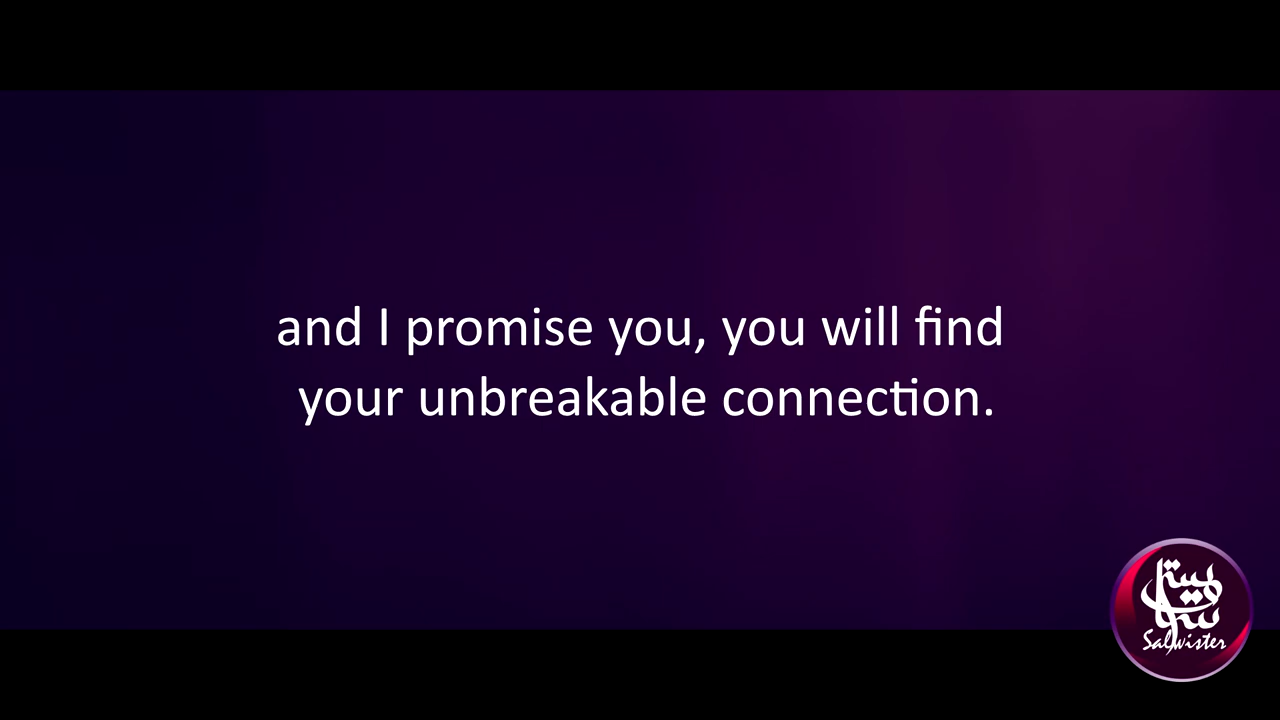 and I promise you, you will find
your unbreakable connection.
Salwister